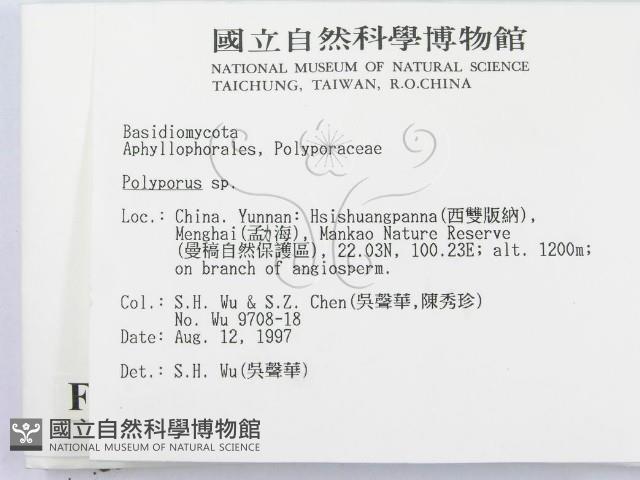 國立自然科學博物館
NATIONAL MUSEUM OF NATURAL SCIENCE
TAICHUNG, TAIWAN, R.O.CHINA
Basidiomycota
Aphyllophorales, Polyporaceae
Polyporus sp.
Loc.: China. Yunnan: Hsishuangpanna(西雙版納),
Menghai(孟力海), Mankao Nature Reserve
(曼稿自然保護區), 22.03N, 100.23E; alt. 1200m;
on branch of angiosperm.
Col.: S.H. Wu & S.Z. Chen(吳聲華,陳秀珍)
No. Wu 9708-18
Date: Aug. 12, 1997
Det.: S.H. Wu(吳聲華)
F
國立自然科學博物館
NATIONAL MUSEUM OF NATURAL SCIENCE